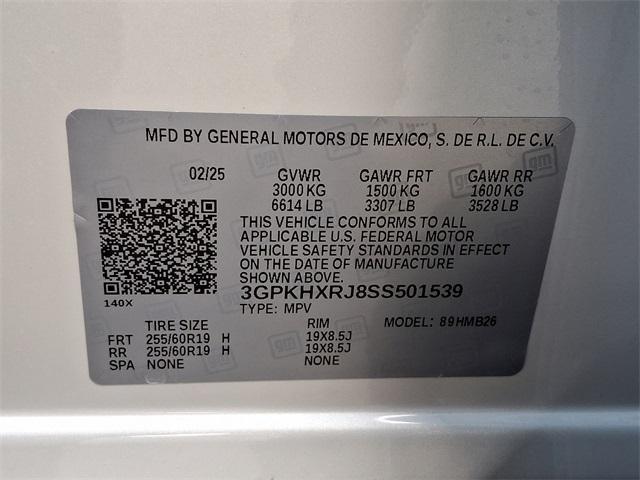 MFD BY GENERAL MOTORS DE MEXICO, S. DE R.L. DE C.V.
02/25 GVWR GAWR FRT GAWR RR
3000 KG 1500 KG 1600 KG
6614 LB 3307 LB 3528 LB
THIS VEHICLE CONFORMS TO ALL
APPLICABLE U.S. FEDERAL MOTOR
VEHICLE SAFETY STANDARDS IN EFFECT
ON THE DATE OF MANUFACTURE
SHOWN ABOVE.
3GPKHXRJ8SS501539
140X
TYPE: MPV
TIRE SIZE RIM MODEL: 89HMB26
FRT 255/60R19 H 19X8.5J
RR 255/60R19 H 19X8.5J
SPA NONE NONE
gm
gm
gm